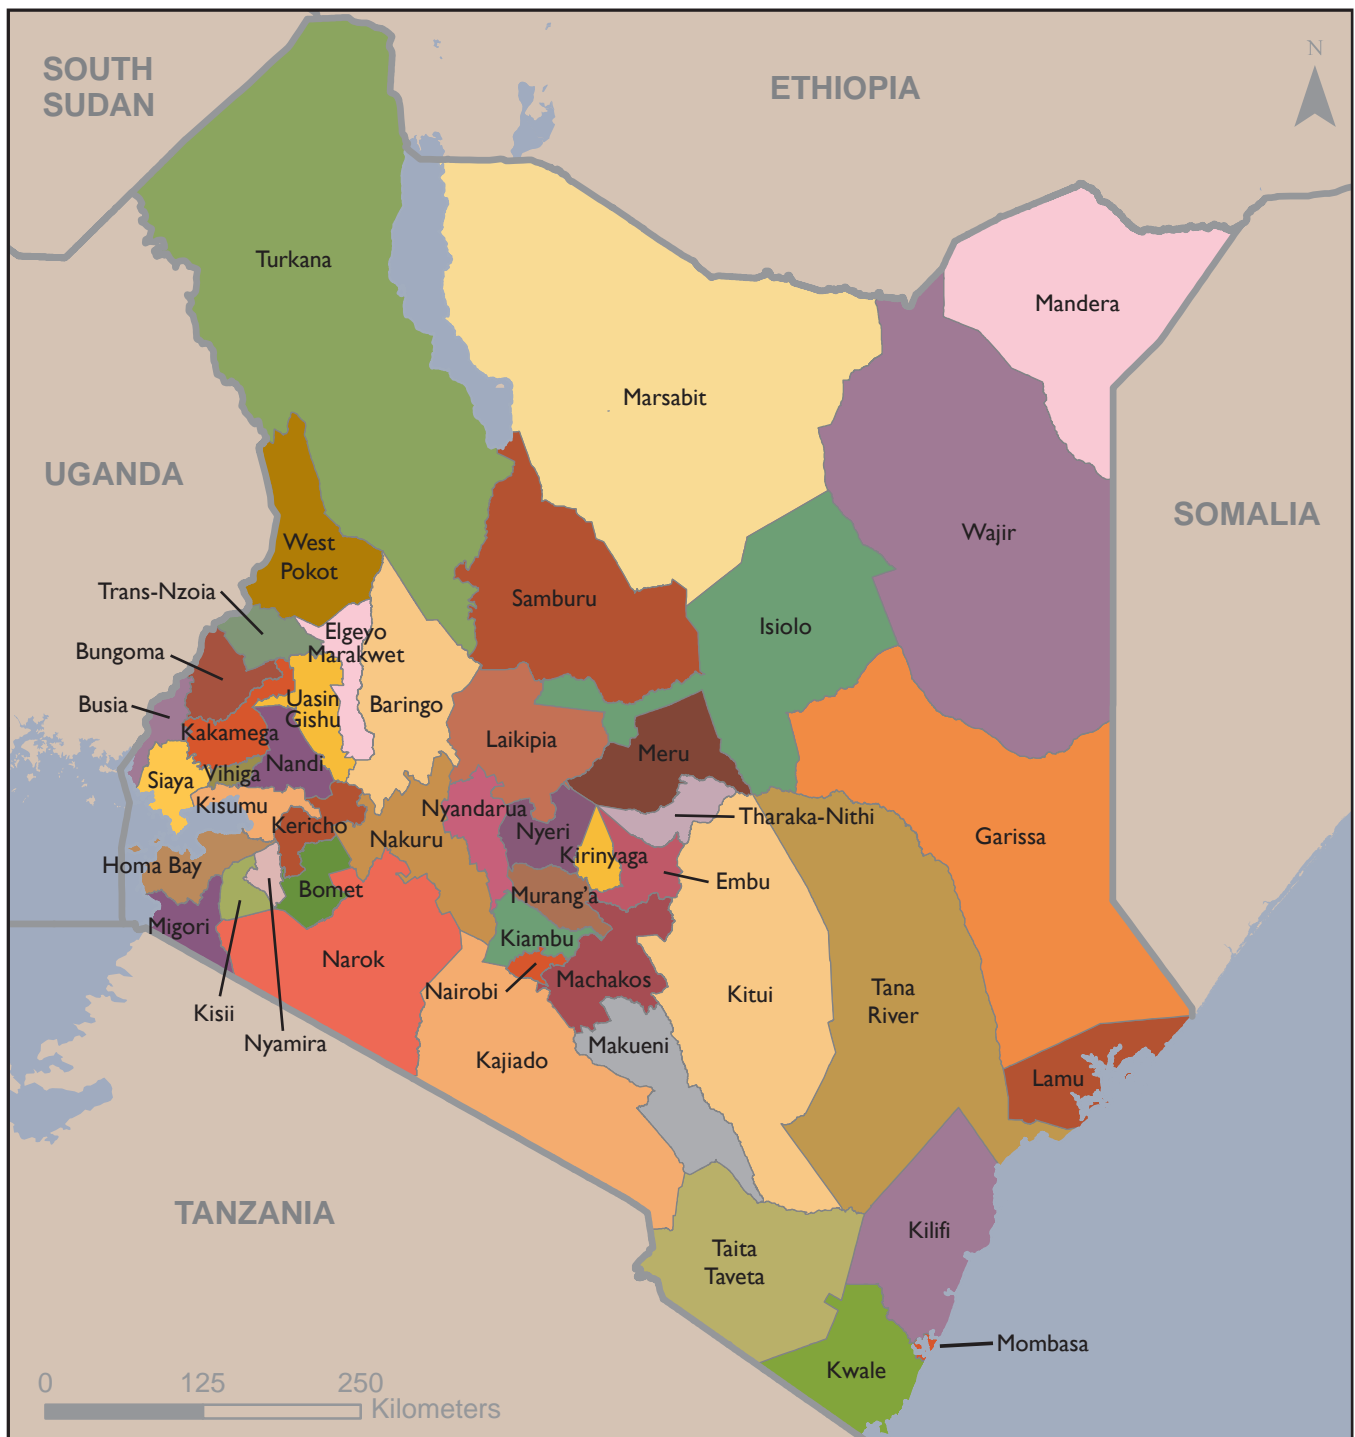 SOUTH
SUDAN
ETHIOPIA
N
Turkana
Mandera
Marsabit
UGANDA
SOMALIA
Wajir
West
Pokot
Trans-Nzoia
Samburu
Isiolo
Elgeyo
Marakwet
Bungoma
Busia
Uasin
Gishu
Baringo
Kakamega
Laikipia
Meru
Siaya
Vihiga
Nandi
Kisumu
Nyandarua
Tharaka-Nithi
Kericho
Nakuru
Nyeri
Garissa
Kirinyaga
Homa Bay
Bomet
Embu
Murang'a
Migori
Kiambu
Narok
Machakos
Nairobi
Kitui
Tana
River
Kisii
Nyamira
Makueni
Kajiado
Lamu
TANZANIA
Kilifi
Taita
Taveta
Mombasa
Kwale
0 125 250
Kilometers